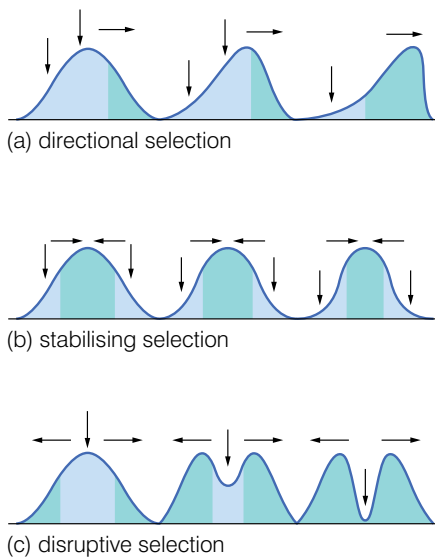 (a) directional selection
(b) stabilising selection
(c) disruptive selection